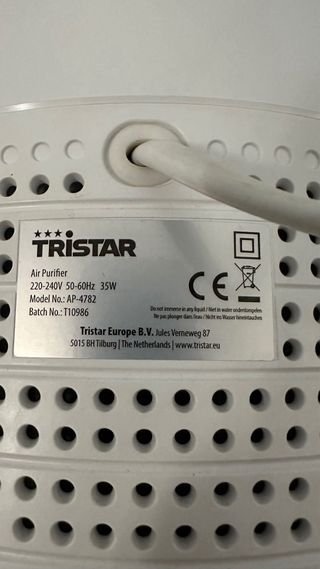 TRISTAR
Air Purifier
220-240V 50-60Hz 35W
Model No.: AP-4782
Batch No.: T10986
CE
Do not immerse in any liquid / Niet in water onderdompelen
Ne pas plonger dans l'eau / Nicht ins Wasser hineintauchen
Tristar Europe B.V. Jules Verneweg 87
5015 BH Tilburg | The Netherlands | www.tristar.eu